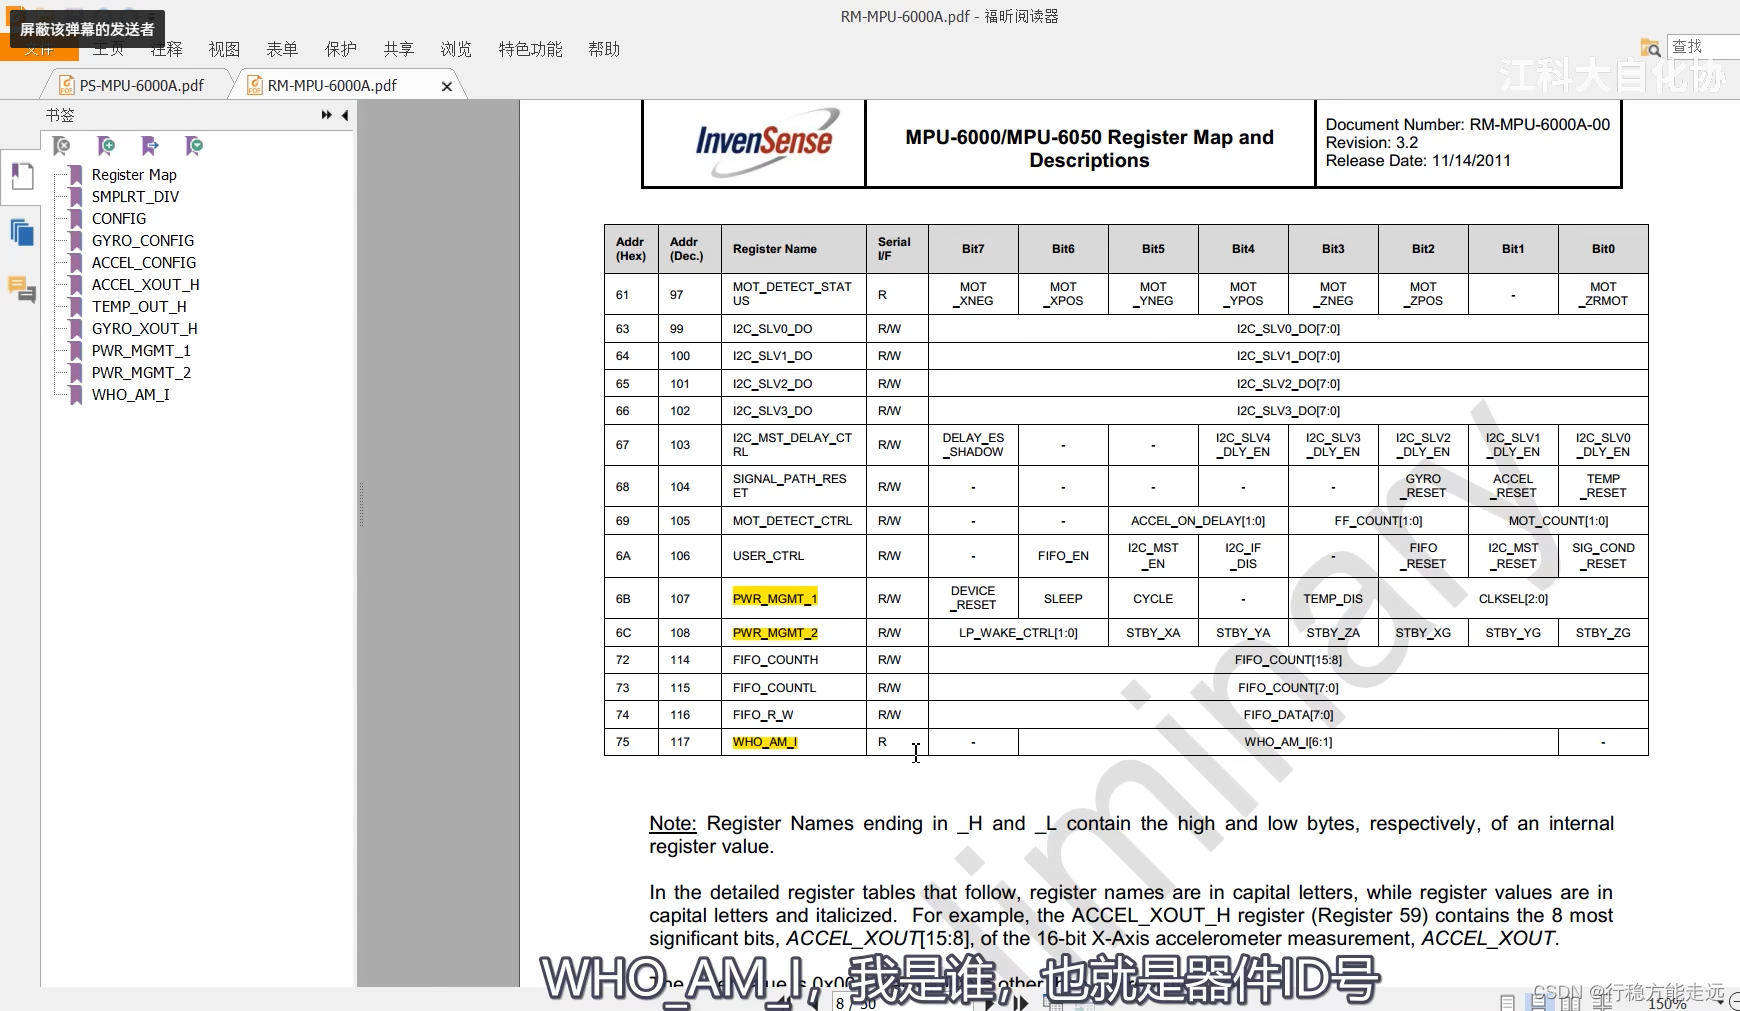 RM-MPU-6000A.pdf - 福昕阅读器
屏蔽该弹幕的发送者
文件 主页 注释 视图 表单 保护 共享 浏览 特色功能 帮助
查找
江科大自化协
PS-MPU-6000A.pdf RM-MPU-6000A.pdf
书签
Register Map
SMPLRT_DIV
CONFIG
GYRO_CONFIG
ACCEL_CONFIG
ACCEL_XOUT_H
TEMP_OUT_H
GYRO_XOUT_H
PWR_MGMT_1
PWR_MGMT_2
WHO_AM_I
InvenSense
MPU-6000/MPU-6050 Register Map and
Descriptions
Document Number: RM-MPU-6000A-00
Revision: 3.2
Release Date: 11/14/2011
Addr (Hex) Addr (Dec.) Register Name Serial I/F Bit7 Bit6 Bit5 Bit4 Bit3 Bit2 Bit1 Bit0
61 97 MOT_DETECT_STATUS R MOT_XNEG MOT_XPOS MOT_YNEG MOT_YPOS MOT_ZNEG MOT_ZPOS - MOT_ZRMOT
63 99 I2C_SLV0_DO R/W I2C_SLV0_DO[7:0]
64 100 I2C_SLV1_DO R/W I2C_SLV1_DO[7:0]
65 101 I2C_SLV2_DO R/W I2C_SLV2_DO[7:0]
66 102 I2C_SLV3_DO R/W I2C_SLV3_DO[7:0]
67 103 I2C_MST_DELAY_CTRL R/W DELAY_ES_SHADOW - - I2C_SLV4_DLY_EN I2C_SLV3_DLY_EN I2C_SLV2_DLY_EN I2C_SLV1_DLY_EN I2C_SLV0_DLY_EN
68 104 SIGNAL_PATH_RESET R/W - - - - - GYRO_RESET ACCEL_RESET TEMP_RESET
69 105 MOT_DETECT_CTRL R/W - - ACCEL_ON_DELAY[1:0] FF_COUNT[1:0] MOT_COUNT[1:0]
6A 106 USER_CTRL R/W - FIFO_EN I2C_MST_EN I2C_IF_DIS - FIFO_RESET I2C_MST_RESET SIG_COND_RESET
6B 107 PWR_MGMT_1 R/W DEVICE_RESET SLEEP CYCLE - TEMP_DIS CLKSEL[2:0]
6C 108 PWR_MGMT_2 R/W LP_WAKE_CTRL[1:0] STBY_XA STBY_YA STBY_ZA STBY_XG STBY_YG STBY_ZG
72 114 FIFO_COUNTH R/W FIFO_COUNT[15:8]
73 115 FIFO_COUNTL R/W FIFO_COUNT[7:0]
74 116 FIFO_R_W R/W FIFO_DATA[7:0]
75 117 WHO_AM_I R - WHO_AM_I[6:1] -
Note: Register Names ending in _H and _L contain the high and low bytes, respectively, of an internal
register value.
In the detailed register tables that follow, register names are in capital letters, while register values are in
capital letters and italicized. For example, the ACCEL_XOUT_H register (Register 59) contains the 8 most
significant bits, ACCEL_XOUT[15:8], of the 16-bit X-Axis accelerometer measurement, ACCEL_XOUT.
WHO_AM_I，我是谁，也就是器件ID号
CSDN @行稳方能走远
150%